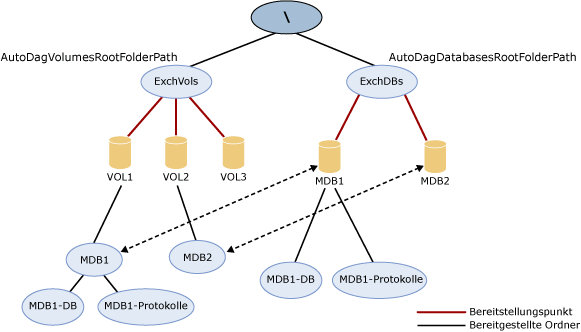 \
AutoDagVolumesRootFolderPath
AutoDagDatabasesRootFolderPath
ExchVols
ExchDBs
VOL1
VOL2
VOL3
MDB1
MDB2
MDB1
MDB2
MDB1-DB
MDB1-Protokolle
MDB1-DB
MDB1-Protokolle
Bereitstellungspunkt
Bereitgestellte Ordner